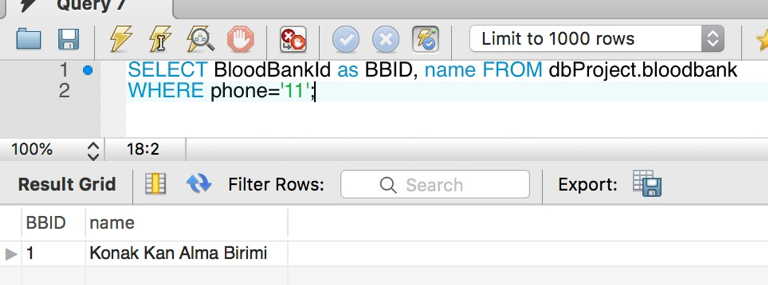 Query 7
Limit to 1000 rows
1 SELECT BloodBankId as BBID, name FROM dbProject.bloodbank
2 WHERE phone='11';
100% 18:2
Result Grid Filter Rows: Search Export:
BBID name
1 Konak Kan Alma Birimi